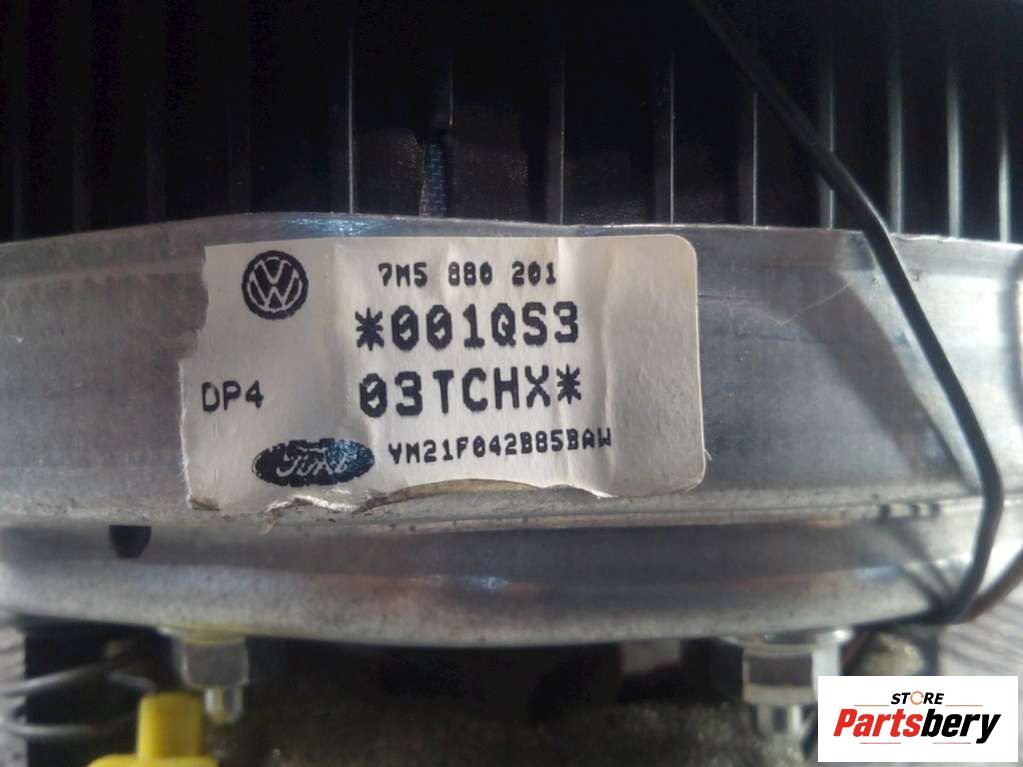 7M5 880 201
*001QS3
DP4
03TCHX*
Ford
YM21F042B85BAW
STORE
Partsbery